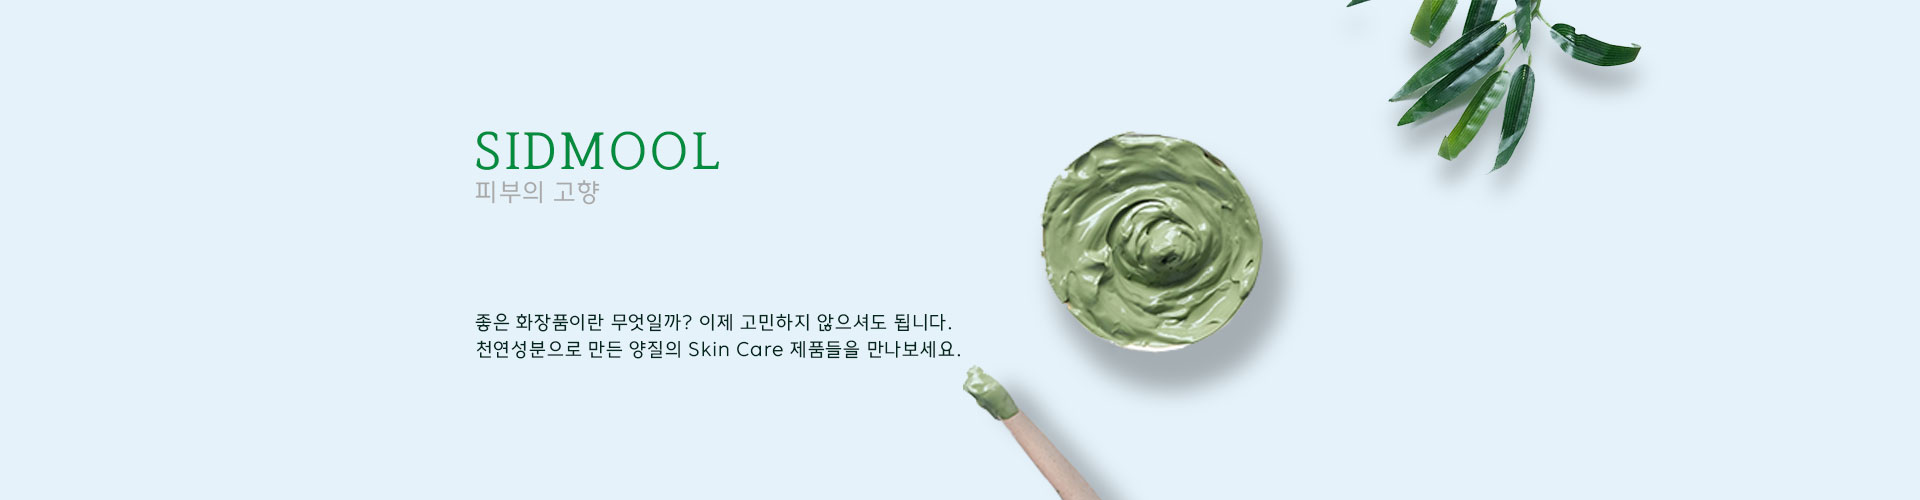 SIDMOOL
피부의 고향
좋은 화장품이란 무엇일까? 이제 고민하지 않으셔도 됩니다.
천연성분으로 만든 양질의 Skin Care 제품들을 만나보세요.